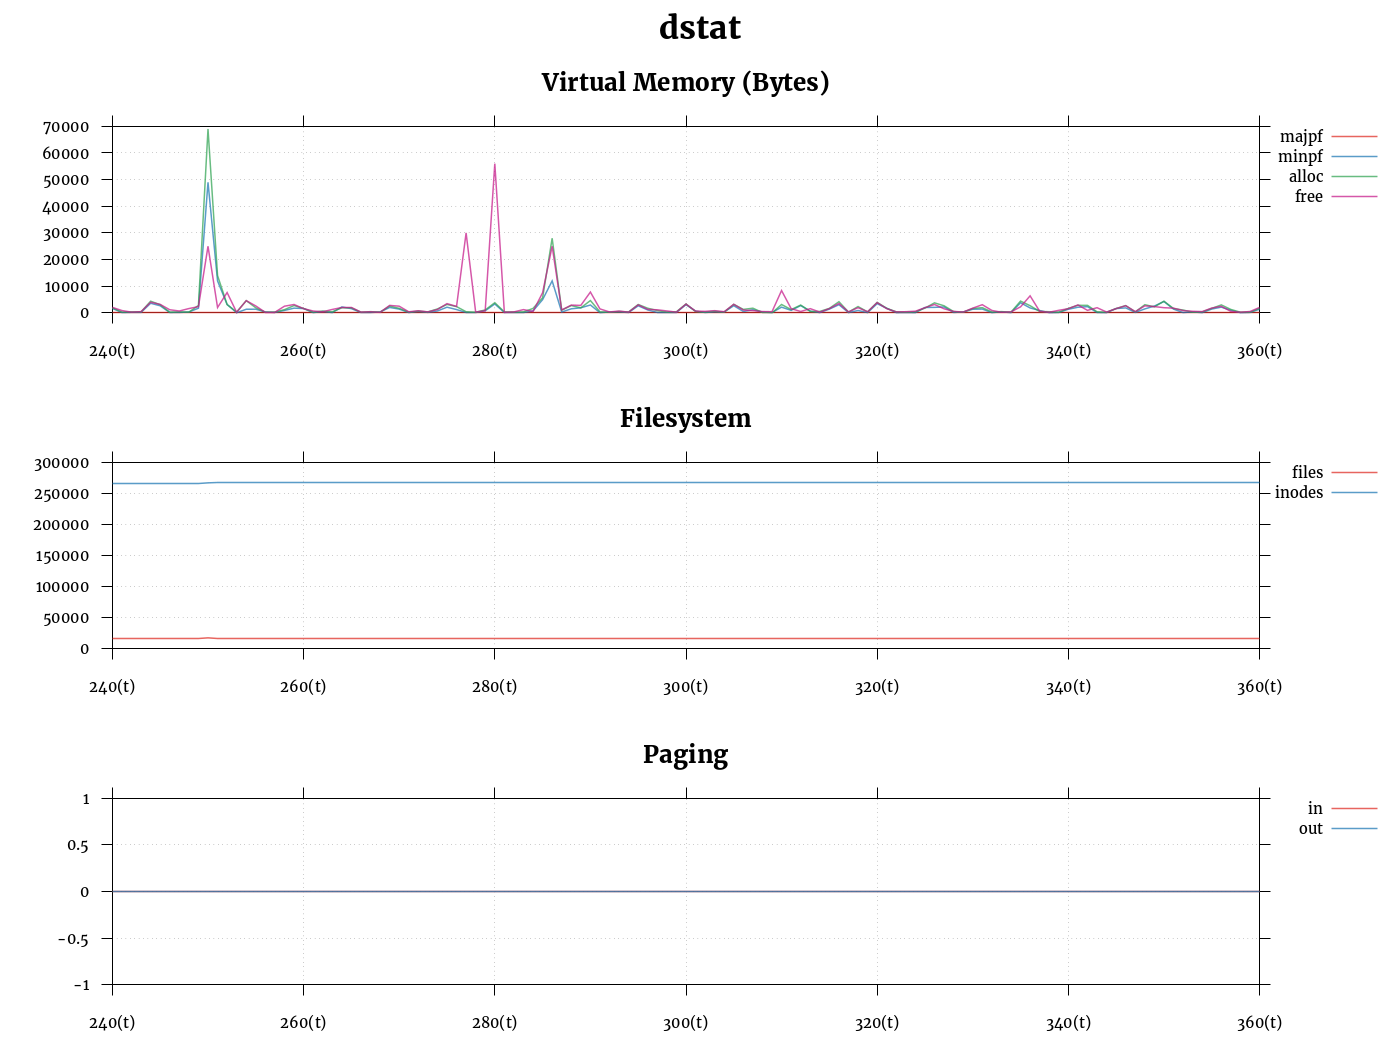 dstat
Virtual Memory (Bytes)
70000
60000
50000
40000
30000
20000
10000
0
240(t) 260(t) 280(t) 300(t) 320(t) 340(t) 360(t)
majpf
minpf
alloc
free
Filesystem
300000
250000
200000
150000
100000
50000
0
240(t) 260(t) 280(t) 300(t) 320(t) 340(t) 360(t)
files
inodes
Paging
1
0.5
0
-0.5
-1
240(t) 260(t) 280(t) 300(t) 320(t) 340(t) 360(t)
in
out